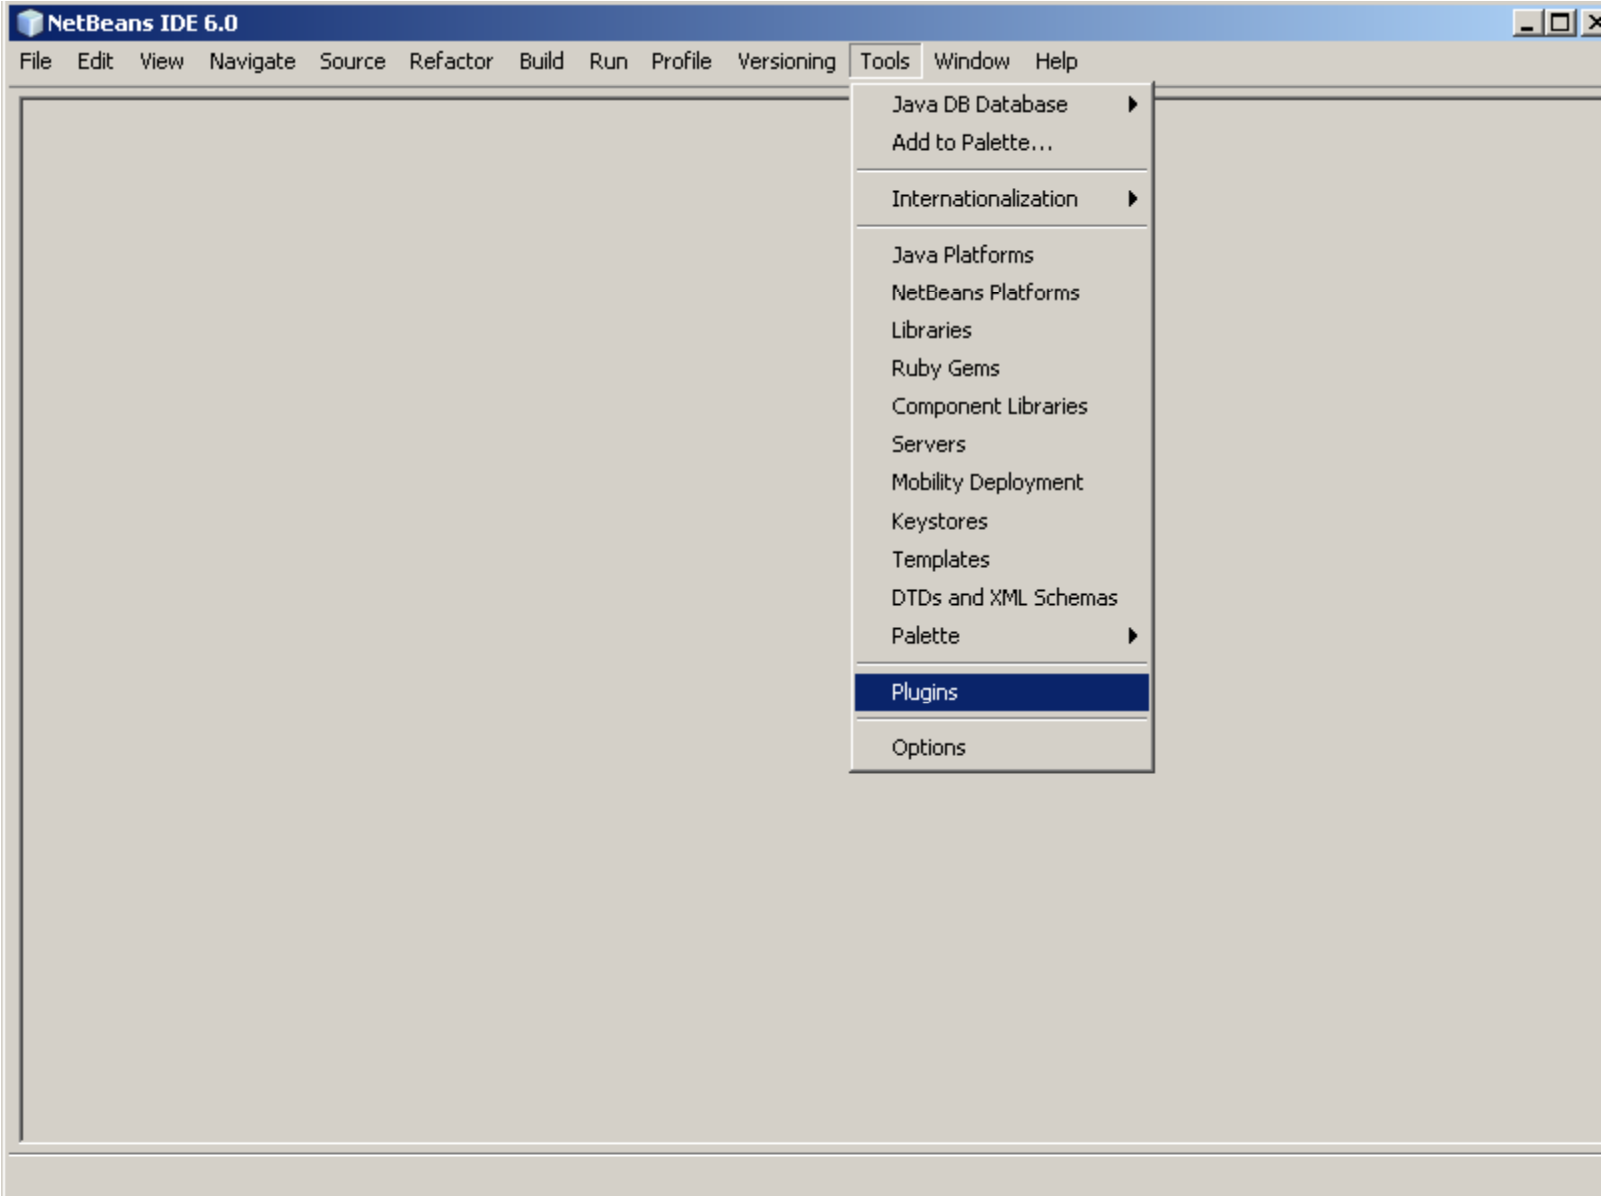 NetBeans IDE 6.0
File Edit View Navigate Source Refactor Build Run Profile Versioning Tools Window Help
Java DB Database
Add to Palette...
Internationalization
Java Platforms
NetBeans Platforms
Libraries
Ruby Gems
Component Libraries
Servers
Mobility Deployment
Keystores
Templates
DTDs and XML Schemas
Palette
Plugins
Options